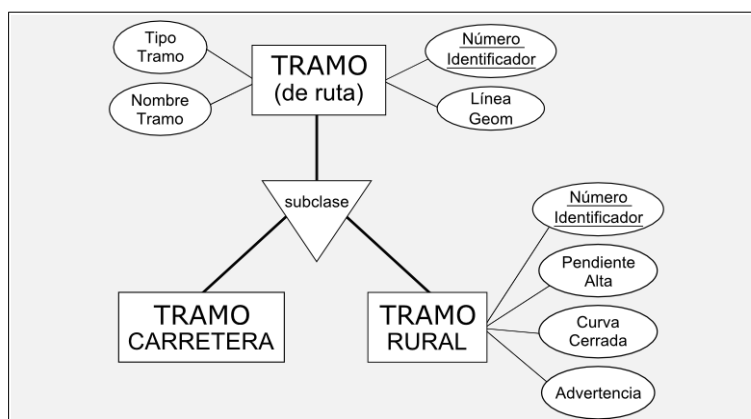 Tipo
Tramo
Nombre
Tramo
TRAMO
(de ruta)
Número
Identificador
Línea
Geom
subclase
TRAMO
CARRETERA
TRAMO
RURAL
Número
Identificador
Pendiente
Alta
Curva
Cerrada
Advertencia